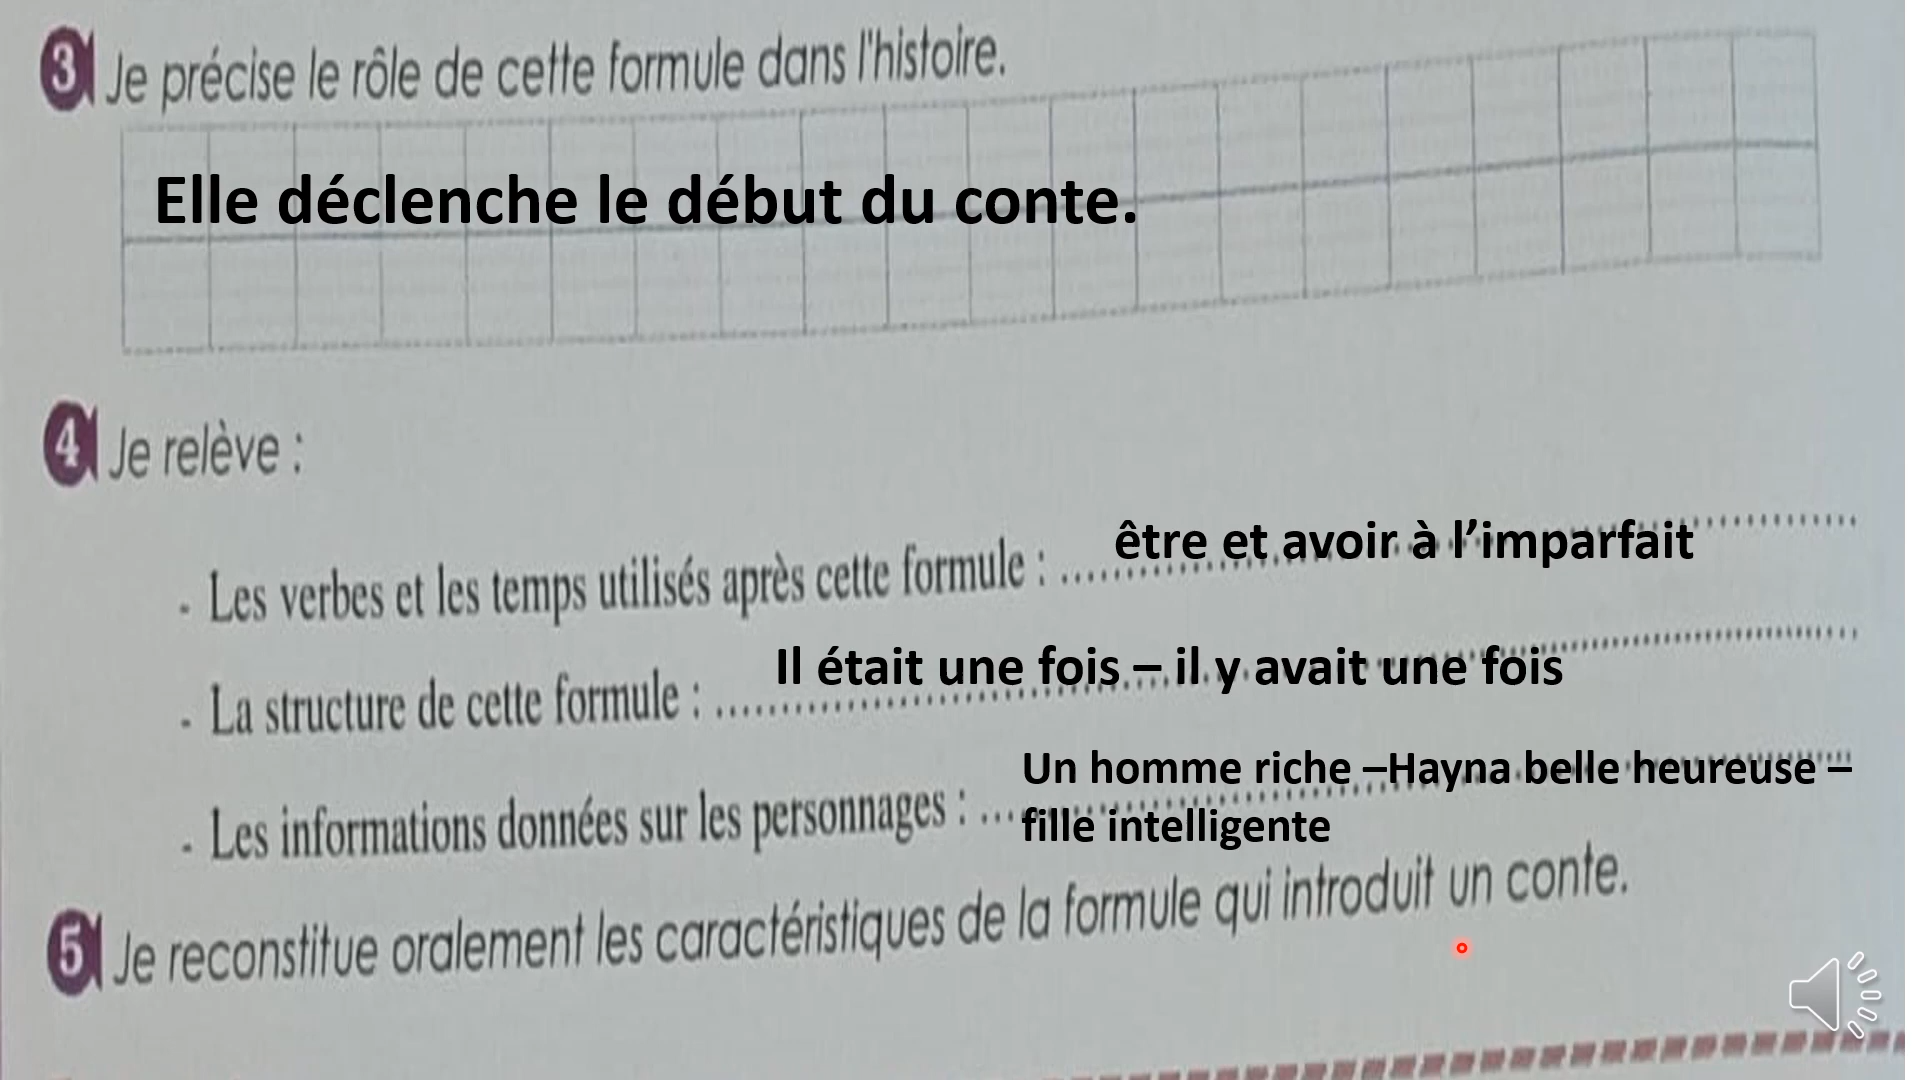 3 Je précise le rôle de cette formule dans l'histoire.
Elle déclenche le début du conte.
4 Je relève :
- Les verbes et les temps utilisés après cette formule : ..... être et avoir à l’imparfait
- La structure de cette formule : ..... Il était une fois – il y avait une fois
- Les informations données sur les personnages : ... Un homme riche –Hayna belle heureuse –
fille intelligente
5 Je reconstitue oralement les caractéristiques de la formule qui introduit un conte.